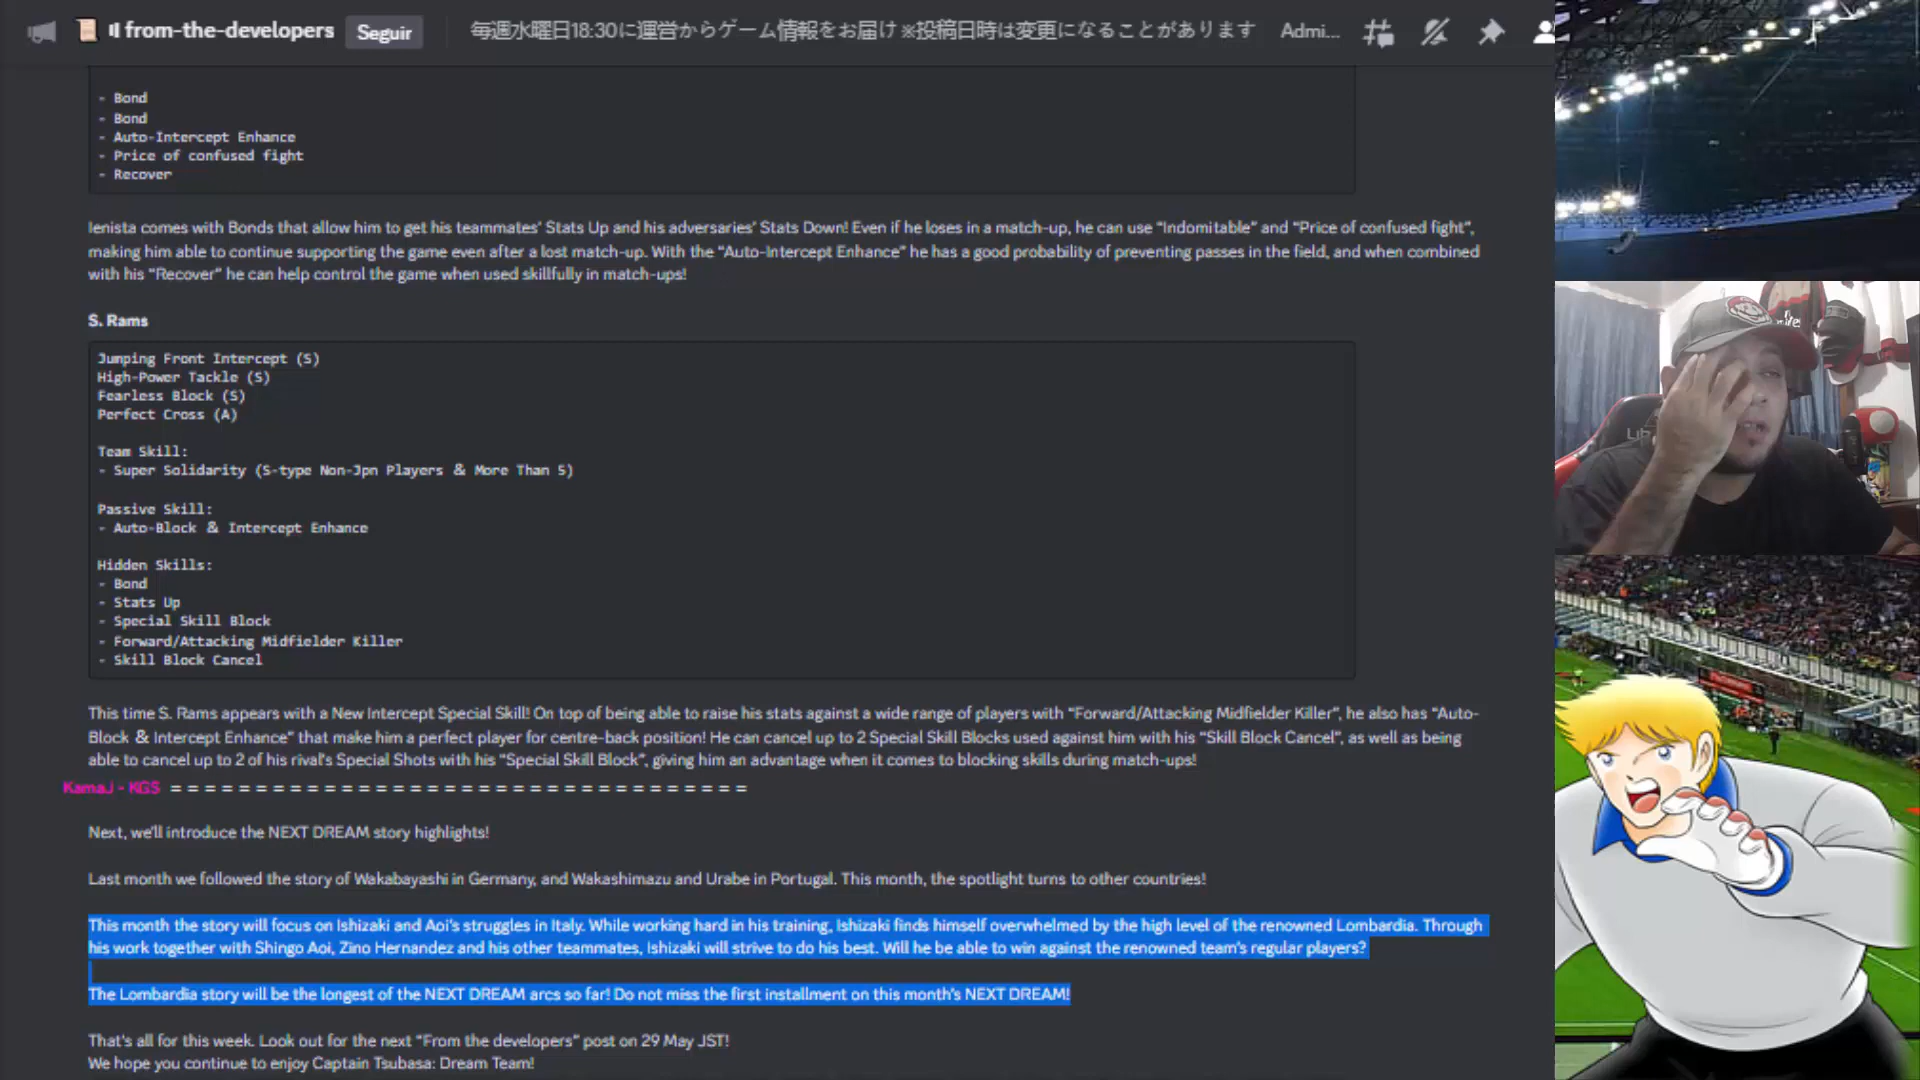 from-the-developers Seguir 毎週水曜日18:30に運営からゲーム情報をお届け ※投稿日時は変更になることがあります Admi...
- Bond
- Bond
- Auto-Intercept Enhance
- Price of confused fight
- Recover
Ienista comes with Bonds that allow him to get his teammates' Stats Up and his adversaries' Stats Down! Even if he loses in a match-up, he can use "Indomitable" and "Price of confused fight",
making him able to continue supporting the game even after a lost match-up. With the "Auto-Intercept Enhance" he has a good probability of preventing passes in the field, and when combined
with his "Recover" he can help control the game when used skillfully in match-ups!
S. Rams
Jumping Front Intercept (S)
High-Power Tackle (S)
Fearless Block (S)
Perfect Cross (A)
Team Skill:
- Super Solidarity (S-type Non-Jpn Players & More Than 5)
Passive Skill:
- Auto-Block & Intercept Enhance
Hidden Skills:
- Bond
- Stats Up
- Special Skill Block
- Forward/Attacking Midfielder Killer
- Skill Block Cancel
This time S. Rams appears with a New Intercept Special Skill! On top of being able to raise his stats against a wide range of players with "Forward/Attacking Midfielder Killer", he also has "Auto-
Block & Intercept Enhance" that make him a perfect player for centre-back position! He can cancel up to 2 Special Skill Blocks used against him with his "Skill Block Cancel", as well as being
able to cancel up to 2 of his rival's Special Shots with his "Special Skill Block", giving him an advantage when it comes to blocking skills during match-ups!
KamaJ - KGS = = = = = = = = = = = = = = = = = = = = = = = = = = = = = = = = = =
Next, we'll introduce the NEXT DREAM story highlights!
Last month we followed the story of Wakabayashi in Germany, and Wakashimazu and Urabe in Portugal. This month, the spotlight turns to other countries!
This month the story will focus on Ishizaki and Aoi's struggles in Italy. While working hard in his training, Ishizaki finds himself overwhelmed by the high level of the renowned Lombardia. Through
his work together with Shingo Aoi, Zino Hernandez and his other teammates, Ishizaki will strive to do his best. Will he be able to win against the renowned team's regular players?
The Lombardia story will be the longest of the NEXT DREAM arcs so far! Do not miss the first installment on this month's NEXT DREAM!
That's all for this week. Look out for the next "From the developers" post on 29 May JST!
We hope you continue to enjoy Captain Tsubasa: Dream Team!